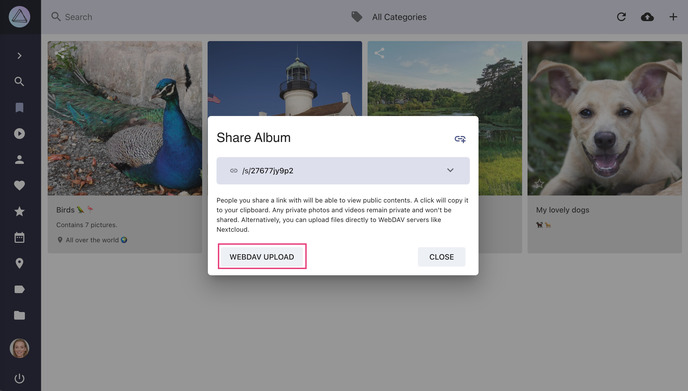 Search
All Categories
Share Album
/s/27677jy9p2
People you share a link with will be able to view public contents. A click will copy it
to your clipboard. Any private photos and videos remain private and won't be
shared. Alternatively, you can upload files directly to WebDAV servers like
Nextcloud.
WEBDAV UPLOAD
CLOSE
Birds
Contains 7 pictures.
All over the world
My lovely dogs